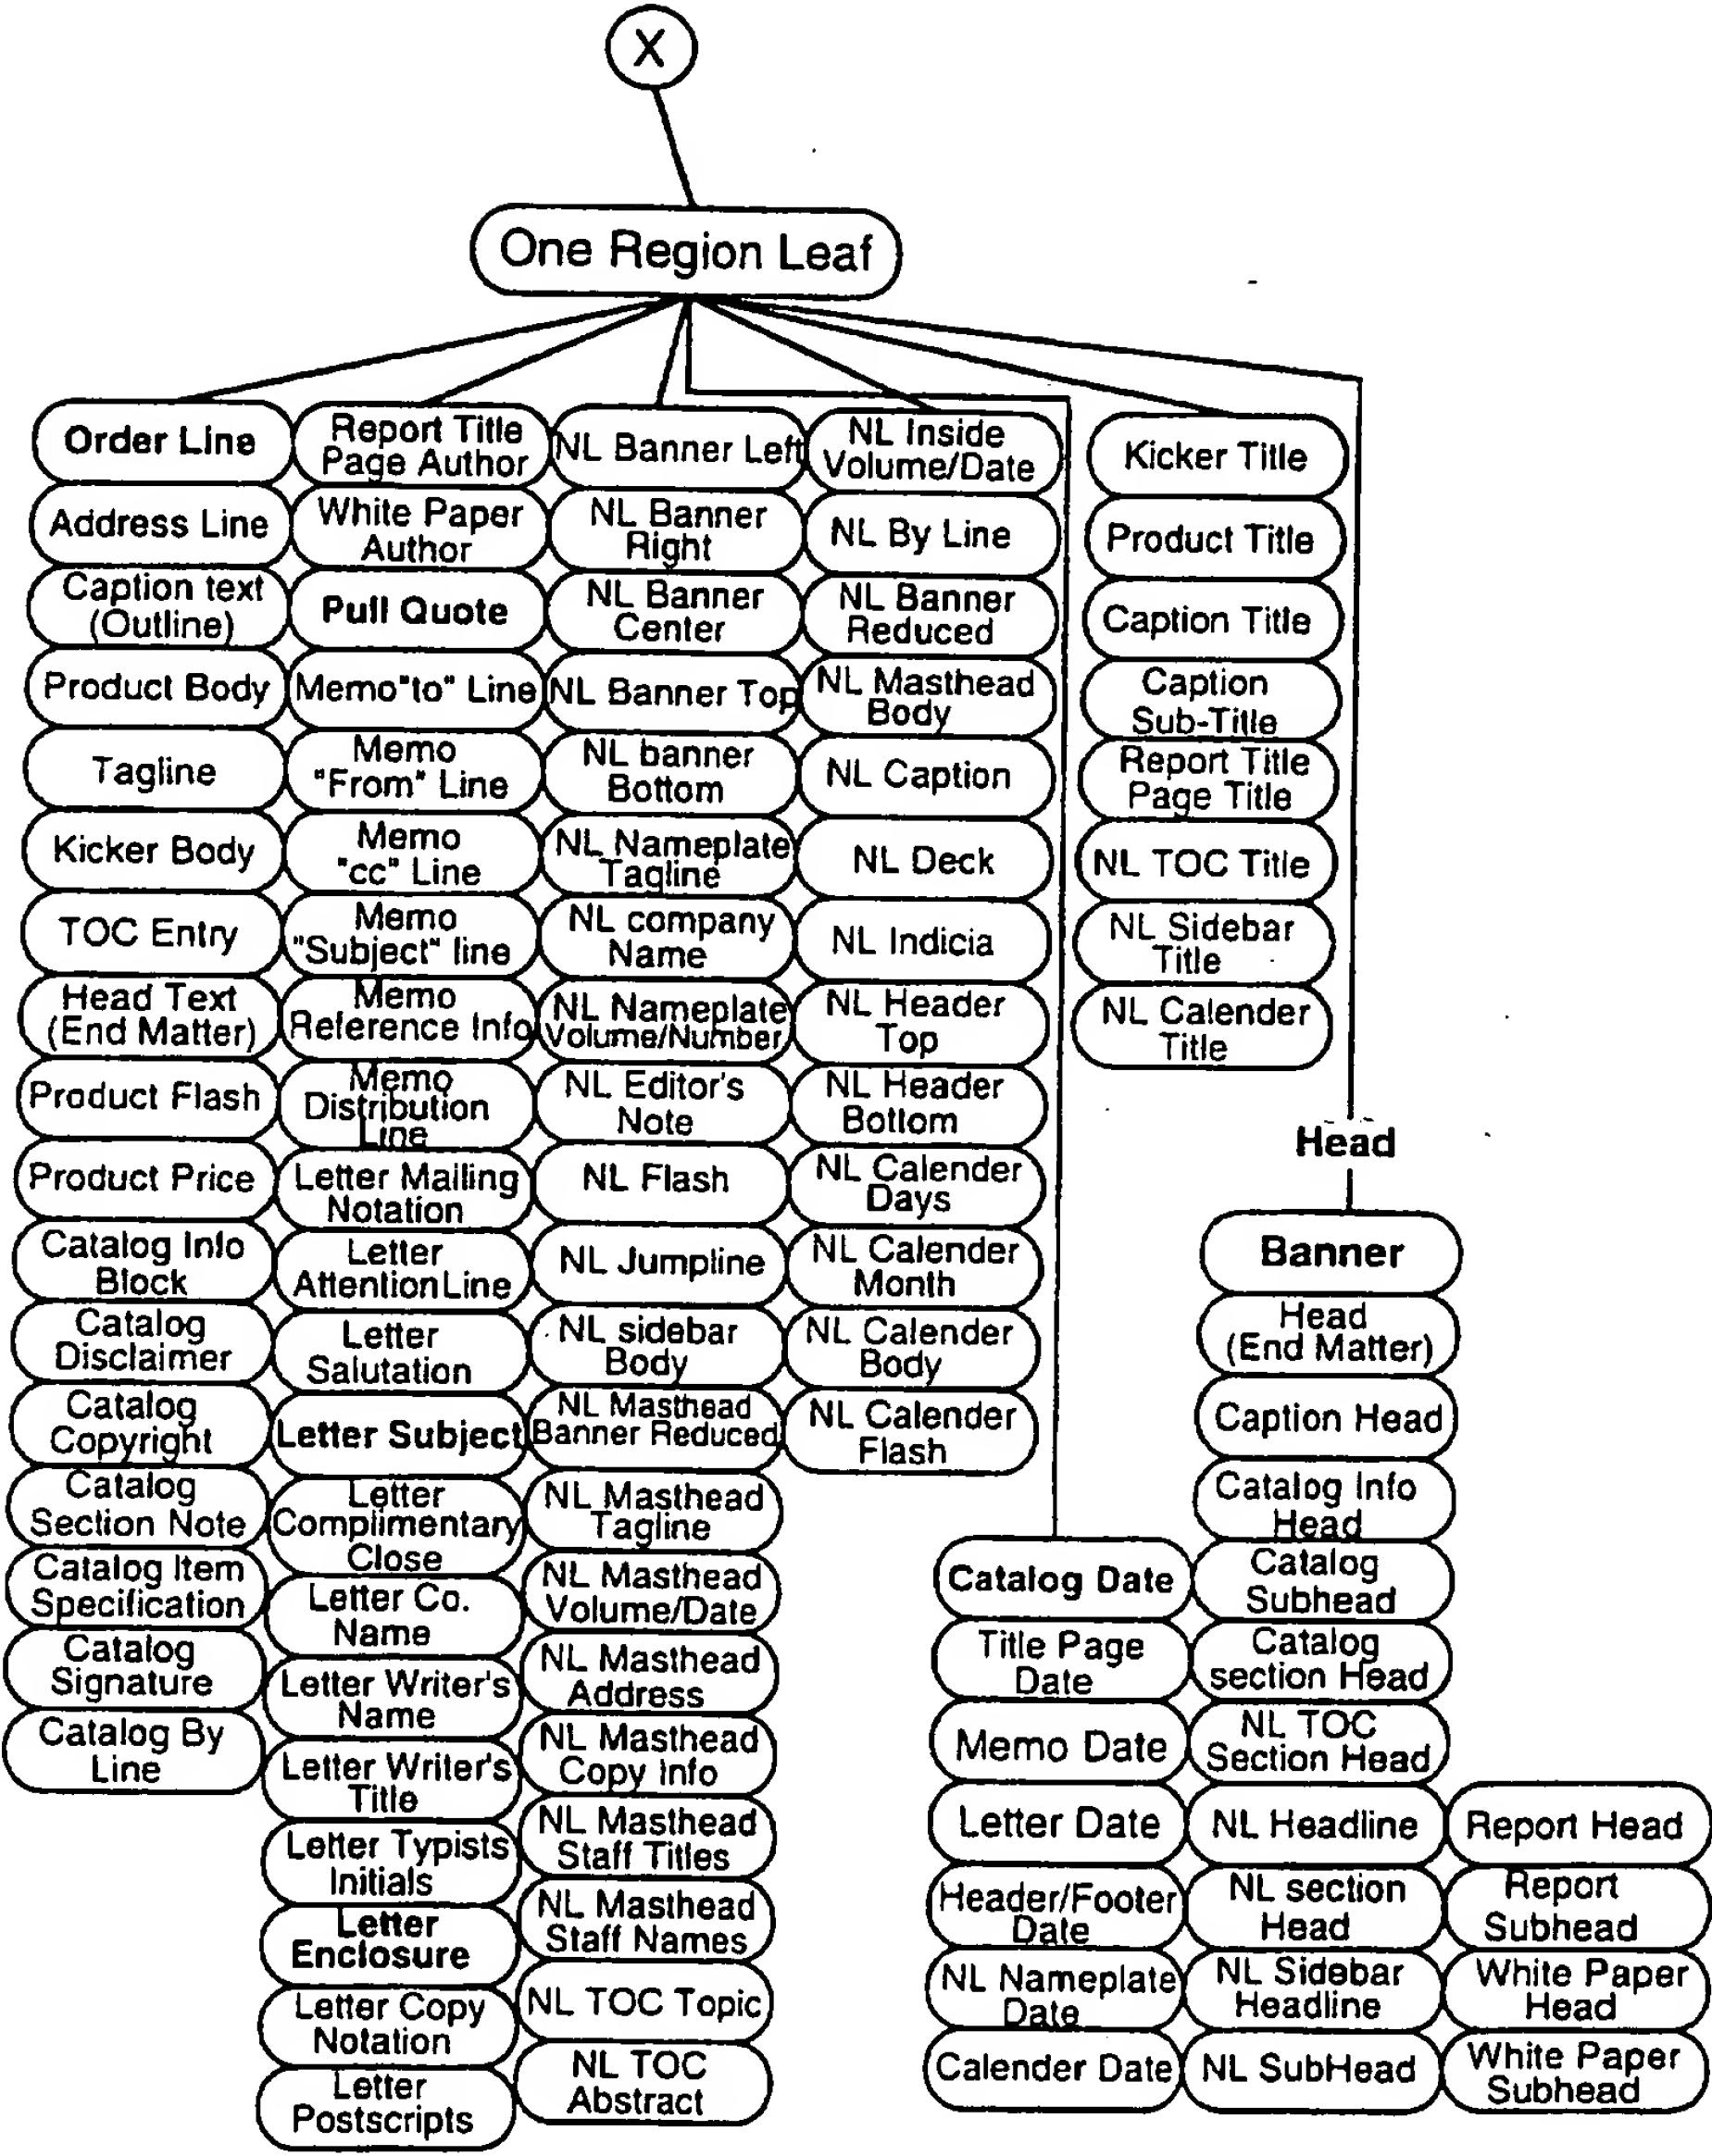 X
One Region Leaf
Order Line
Address Line
Caption text
(Outline)
Product Body
Tagline
Kicker Body
TOC Entry
Head Text
(End Matter)
Product Flash
Product Price
Catalog Info
Block
Catalog
Disclaimer
Catalog
Copyright
Catalog
Section Note
Catalog Item
Specification
Catalog
Signature
Catalog By
Line
Report Title
Page Author
White Paper
Author
Pull Quote
Memo"to" Line
Memo
"From" Line
Memo
"cc" Line
Memo
"Subject" line
Memo
Reference Info
Memo
Distribution
Line
Letter Mailing
Notation
Letter
Attention Line
Letter
Salutation
Letter Subject
Letter
Complimentary
Close
Letter Co.
Name
Letter Writer's
Name
Letter Writer's
Title
Letter Typists
Initials
Letter
Enclosure
Letter Copy
Notation
Letter
Postscripts
NL Banner Left
NL Banner
Right
NL Banner
Center
NL Banner Top
NL banner
Bottom
NL Nameplate
Tagline
NL company
Name
NL Nameplate
Volume/Number
NL Editor's
Note
NL Flash
NL Jumpline
NL sidebar
Body
NL Masthead
Banner Reduced
NL Masthead
Tagline
NL Masthead
Volume/Date
NL Masthead
Address
NL Masthead
Copy Info
NL Masthead
Staff Titles
NL Masthead
Staff Names
NL TOC Topic
NL TOC
Abstract
NL Inside
Volume/Date
NL By Line
NL Banner
Reduced
NL Masthead
Body
NL Caption
NL Deck
NL Indicia
NL Header
Top
NL Header
Bottom
NL Calender
Days
NL Calender
Month
NL Calender
Body
NL Calender
Flash
Kicker Title
Product Title
Caption Title
Caption
Sub-Title
Report Title
Page Title
NL TOC Title
NL Sidebar
Title
NL Calender
Title
Catalog Date
Title Page
Date
Memo Date
Letter Date
Header/Footer
Date
NL Nameplate
Date
Calender Date
Head
Banner
Head
(End Matter)
Caption Head
Catalog Info
Head
Catalog
Subhead
Catalog
section Head
NL TOC
Section Head
NL Headline
NL section
Head
NL Sidebar
Headline
NL SubHead
Report Head
Report
Subhead
White Paper
Head
White Paper
Subhead